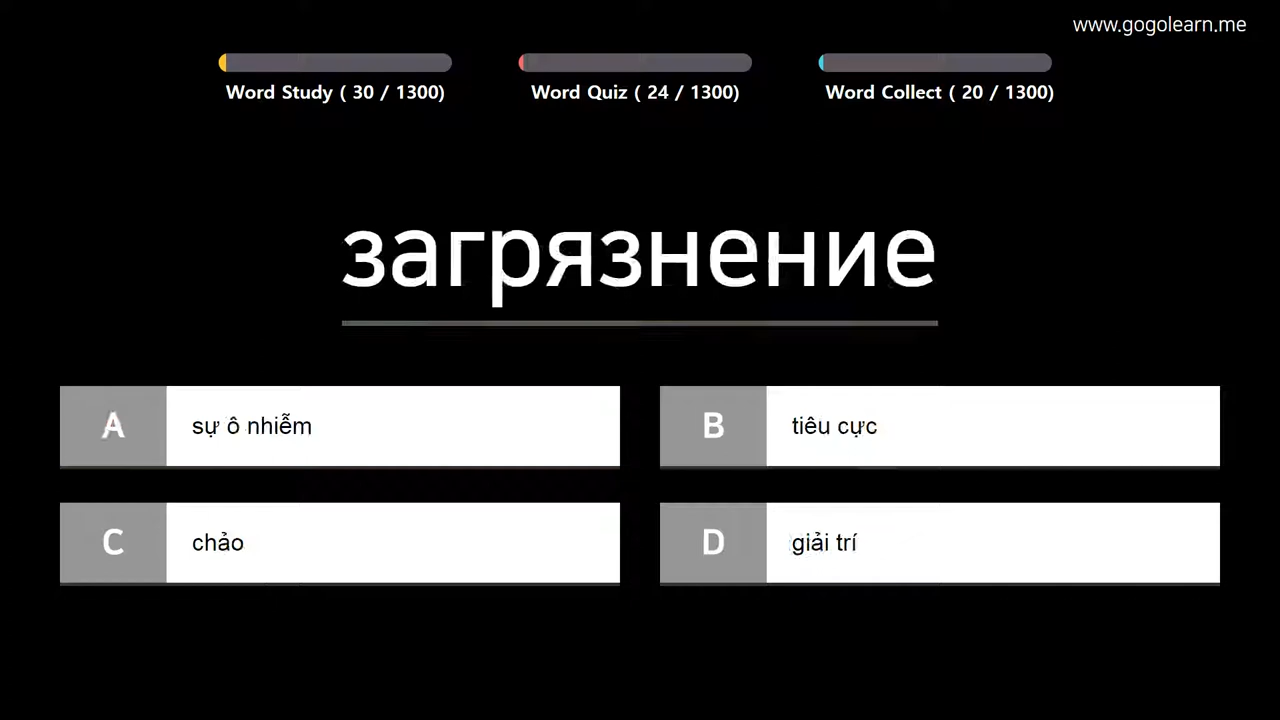 www.gogolearn.me
Word Study ( 30 / 1300)
Word Quiz ( 24 / 1300)
Word Collect ( 20 / 1300)
загрязнение
A sự ô nhiễm
B tiêu cực
C chảo
D giải trí